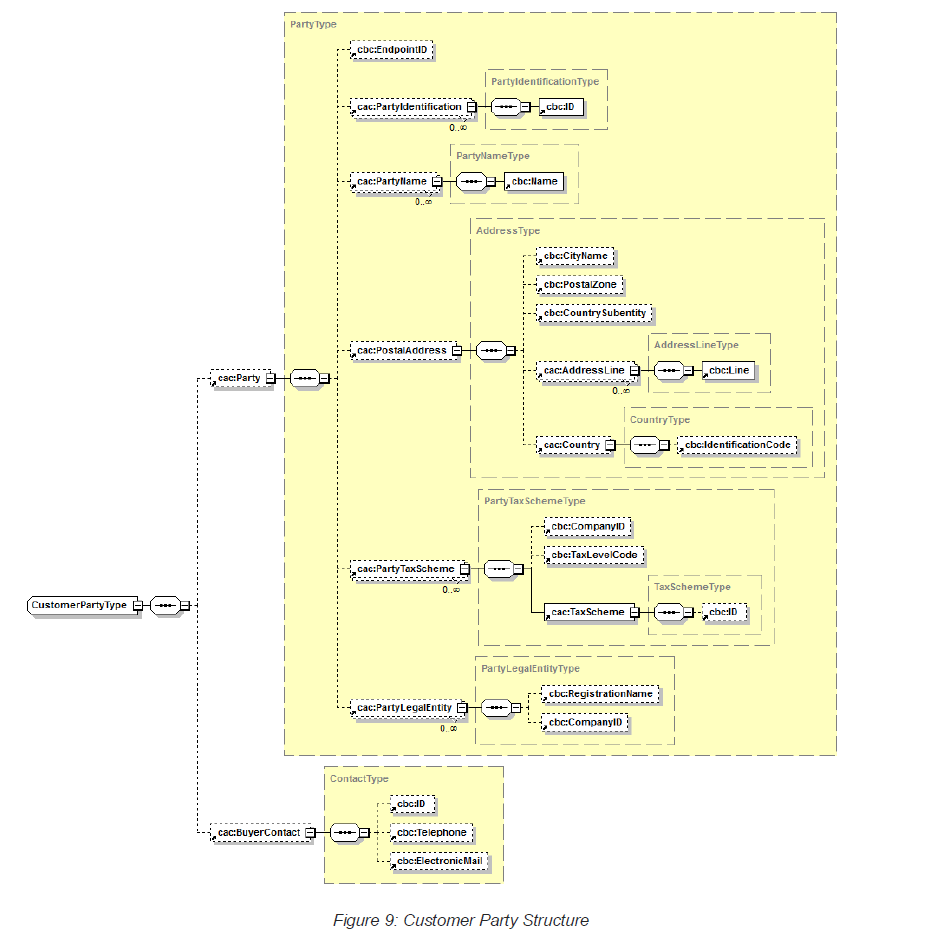 PartyType
cbc:EndpointID
PartyIdentificationType
cac:PartyIdentification
cbc:ID
0..∞
PartyNameType
cac:PartyName
cbc:Name
0..∞
AddressType
cbc:CityName
cbc:PostalZone
cbc:CountrySubentity
AddressLineType
cac:PostalAddress
cac:AddressLine
cbc:Line
0..∞
cac:Party
CountryType
cac:Country
cbc:IdentificationCode
PartyTaxSchemeType
cbc:CompanyID
cbc:TaxLevelCode
cac:PartyTaxScheme
0..∞
TaxSchemeType
CustomerPartyType
cac:TaxScheme
cbc:ID
PartyLegalEntityType
cbc:RegistrationName
cac:PartyLegalEntity
cbc:CompanyID
0..∞
ContactType
cbc:ID
cac:BuyerContact
cbc:Telephone
cbc:ElectronicMail
Figure 9: Customer Party Structure